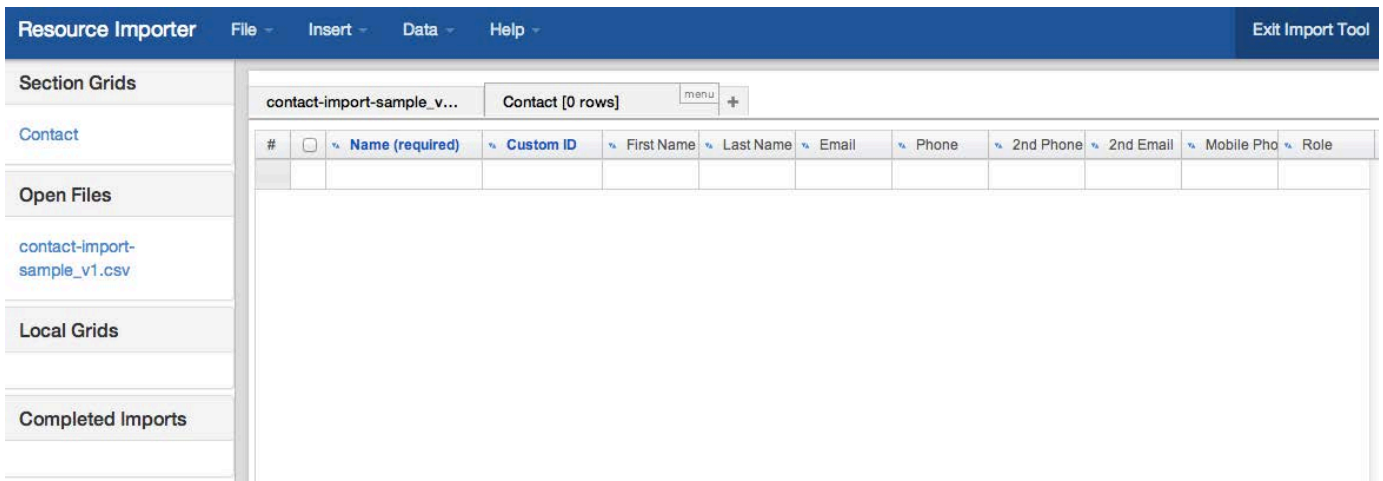 Resource Importer File Insert Data Help Exit Import Tool
Section Grids
Contact
Open Files
contact-import-
sample_v1.csv
Local Grids
Completed Imports
contact-import-sample_v... Contact [0 rows] menu +
# Name (required) Custom ID First Name Last Name Email Phone 2nd Phone 2nd Email Mobile Pho Role